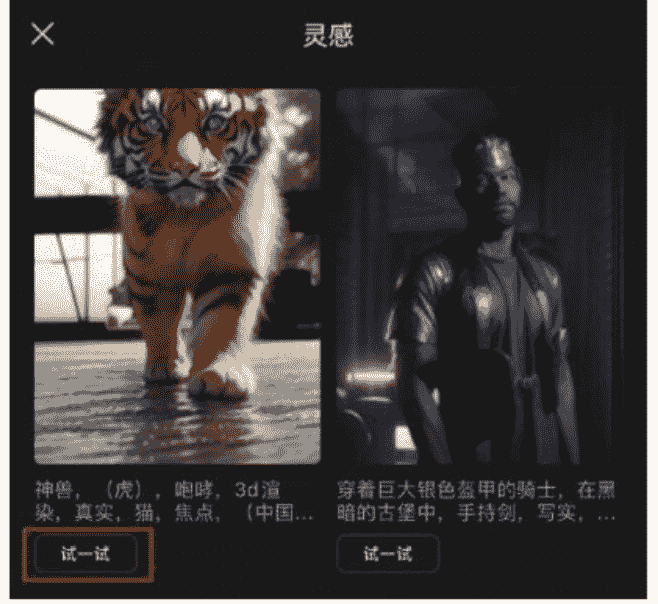 灵感
神兽，（虎），咆哮，3d渲
染，真实，猫，焦点，（中国...
试一试
穿着巨大银色盔甲的骑士，在黑
暗的古堡中，手持剑，写实，...
试一试